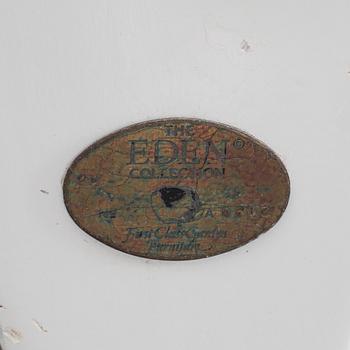 THE
EDEN®
COLLECTION
First Class Garden
Furniture